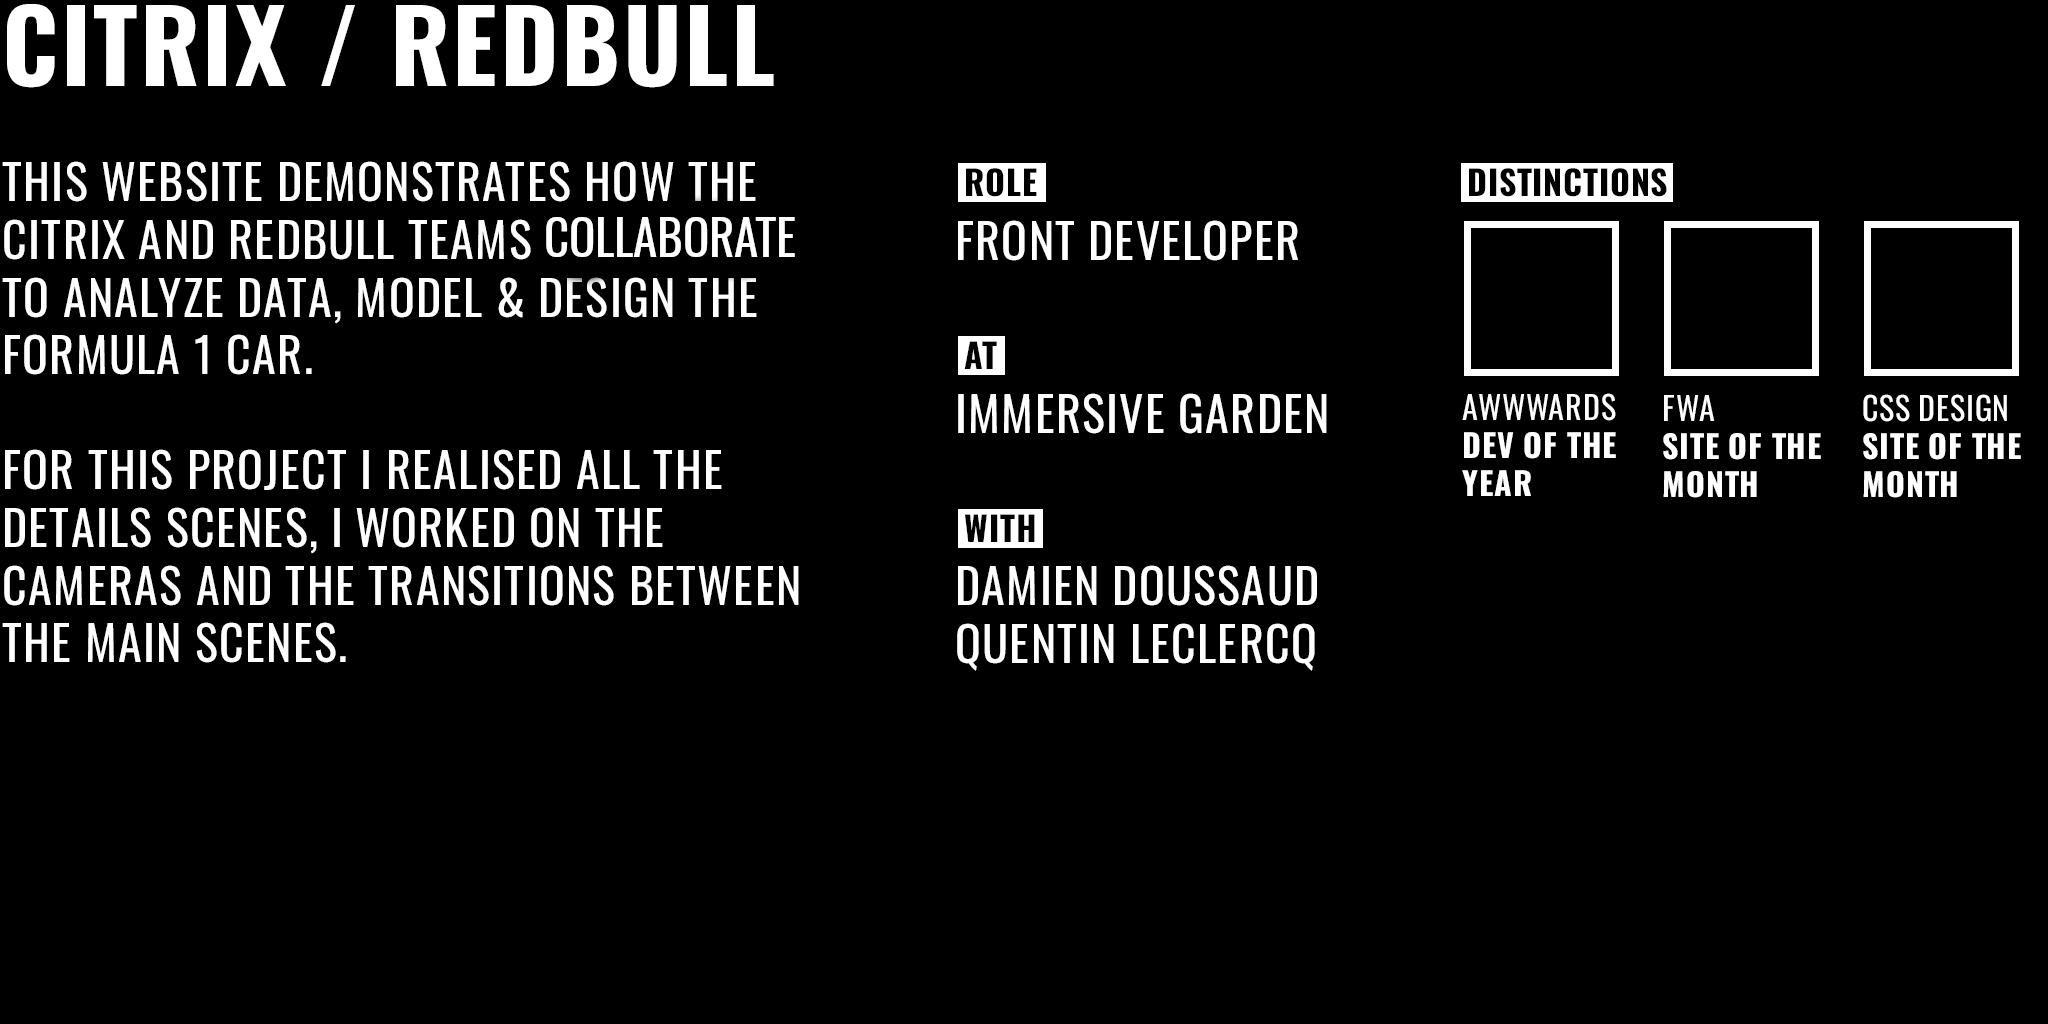 CITRIX / REDBULL
THIS WEBSITE DEMONSTRATES HOW THE
CITRIX AND REDBULL TEAMS COLLABORATE
TO ANALYZE DATA, MODEL & DESIGN THE
FORMULA 1 CAR.
FOR THIS PROJECT I REALISED ALL THE
DETAILS SCENES, I WORKED ON THE
CAMERAS AND THE TRANSITIONS BETWEEN
THE MAIN SCENES.
ROLE
FRONT DEVELOPER
AT
IMMERSIVE GARDEN
WITH
DAMIEN DOUSSAUD
QUENTIN LECLERCQ
DISTINCTIONS
AWWWARDS
DEV OF THE
YEAR
FWA
SITE OF THE
MONTH
CSS DESIGN
SITE OF THE
MONTH